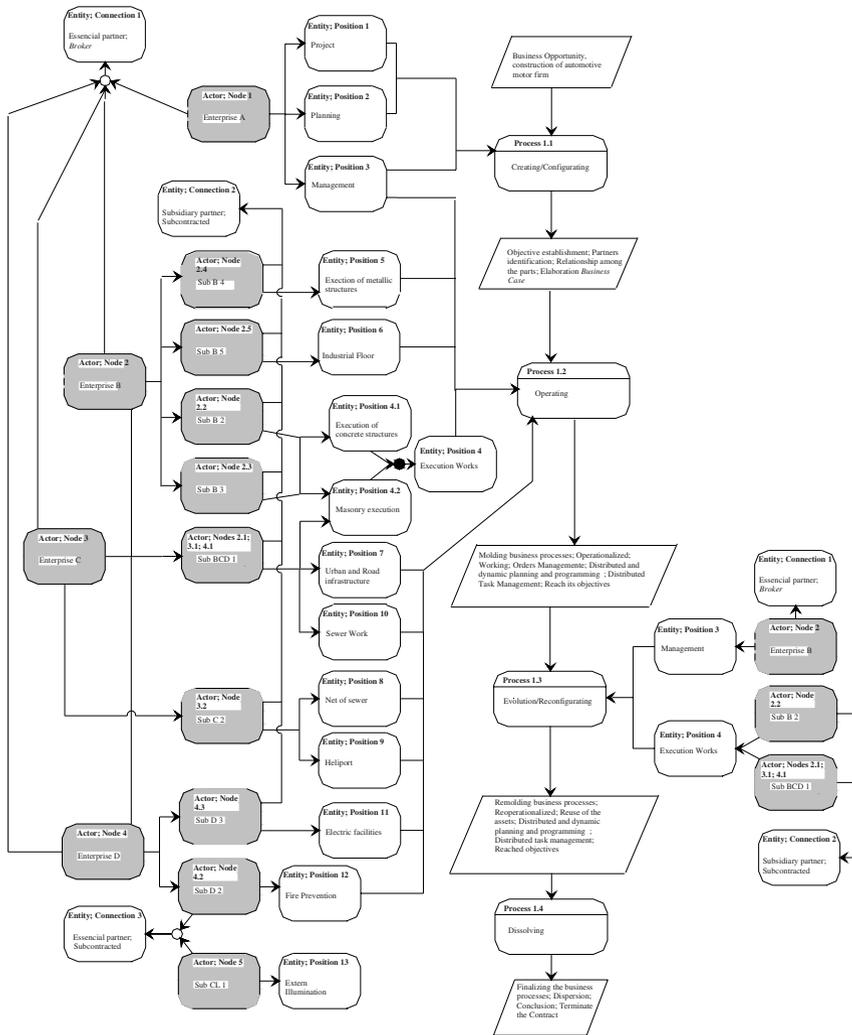 Entity; Connection 1
Essencial partner;
Broker
Actor; Node 1
Enterprise A
Entity; Position 1
Project
Entity; Position 2
Planning
Entity; Position 3
Management
Business Opportunity,
construction of automotive
motor firm
Process 1.1
Creating/Configurating
Entity; Connection 2
Subsidiary partner;
Subcontracted
Objective establishment; Partners
identification; Relationship among
the parts; Elaboration Business
Case
Actor; Node
2.4
Sub B 4
Entity; Position 5
Exection of metallic
structures
Actor; Node 2.5
Sub B 5
Entity; Position 6
Industrial Floor
Actor; Node 2
Enterprise B
Process 1.2
Operating
Actor; Node
2.2
Sub B 2
Entity; Position 4.1
Execution of
concrete structures
Entity; Position 4
Execution Works
Actor; Node 2.3
Sub B 3
Entity; Position 4.2
Masonry execution
Actor; Node 3
Enterprise C
Actor; Nodes 2.1;
3.1; 4.1
Sub BCD 1
Entity; Position 7
Urban and Road
infrastructure
Molding business processes; Operationalized;
Working; Orders Managemente; Distributed and
dynamic planning and programming ; Distributed
Task Management; Reach its objectives
Entity; Position 10
Sewer Work
Entity; Connection 1
Essencial partner;
Broker
Entity; Position 3
Management
Actor; Node 2
Enterprise B
Process 1.3
Evolution/Reconfigurating
Entity; Position 8
Net of sewer
Actor; Node
3.2
Sub C 2
Entity; Position 9
Heliport
Actor; Node
2.2
Sub B 2
Entity; Position 4
Execution Works
Actor; Nodes 2.1;
3.1; 4.1
Sub BCD 1
Actor; Node
4.3
Sub D 3
Entity; Position 11
Electric facilities
Remolding business processes;
Reoperationalized; Reuse of the
assets; Distributed and dynamic
planning and programming ;
Distributed task management;
Reached objectives
Actor; Node 4
Enterprise D
Entity; Connection 2
Subsidiary partner;
Subcontracted
Actor; Node
4.2
Sub D 2
Entity; Position 12
Fire Prevention
Process 1.4
Dissolving
Entity; Connection 3
Essencial partner;
Subcontracted
Actor; Node 5
Sub CL 1
Entity; Position 13
Extern
Illumination
Finalizing the business
processes; Dispersion;
Conclusion; Terminate
the Contract